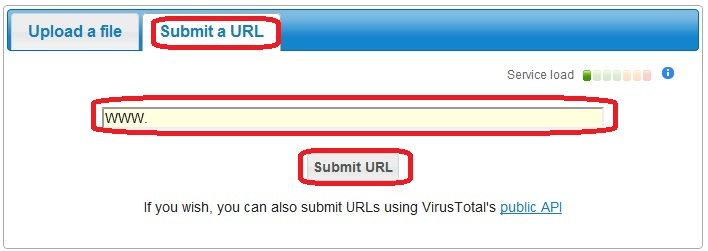 Upload a file
Submit a URL
Service load
WWW.
Submit URL
If you wish, you can also submit URLs using VirusTotal's public API